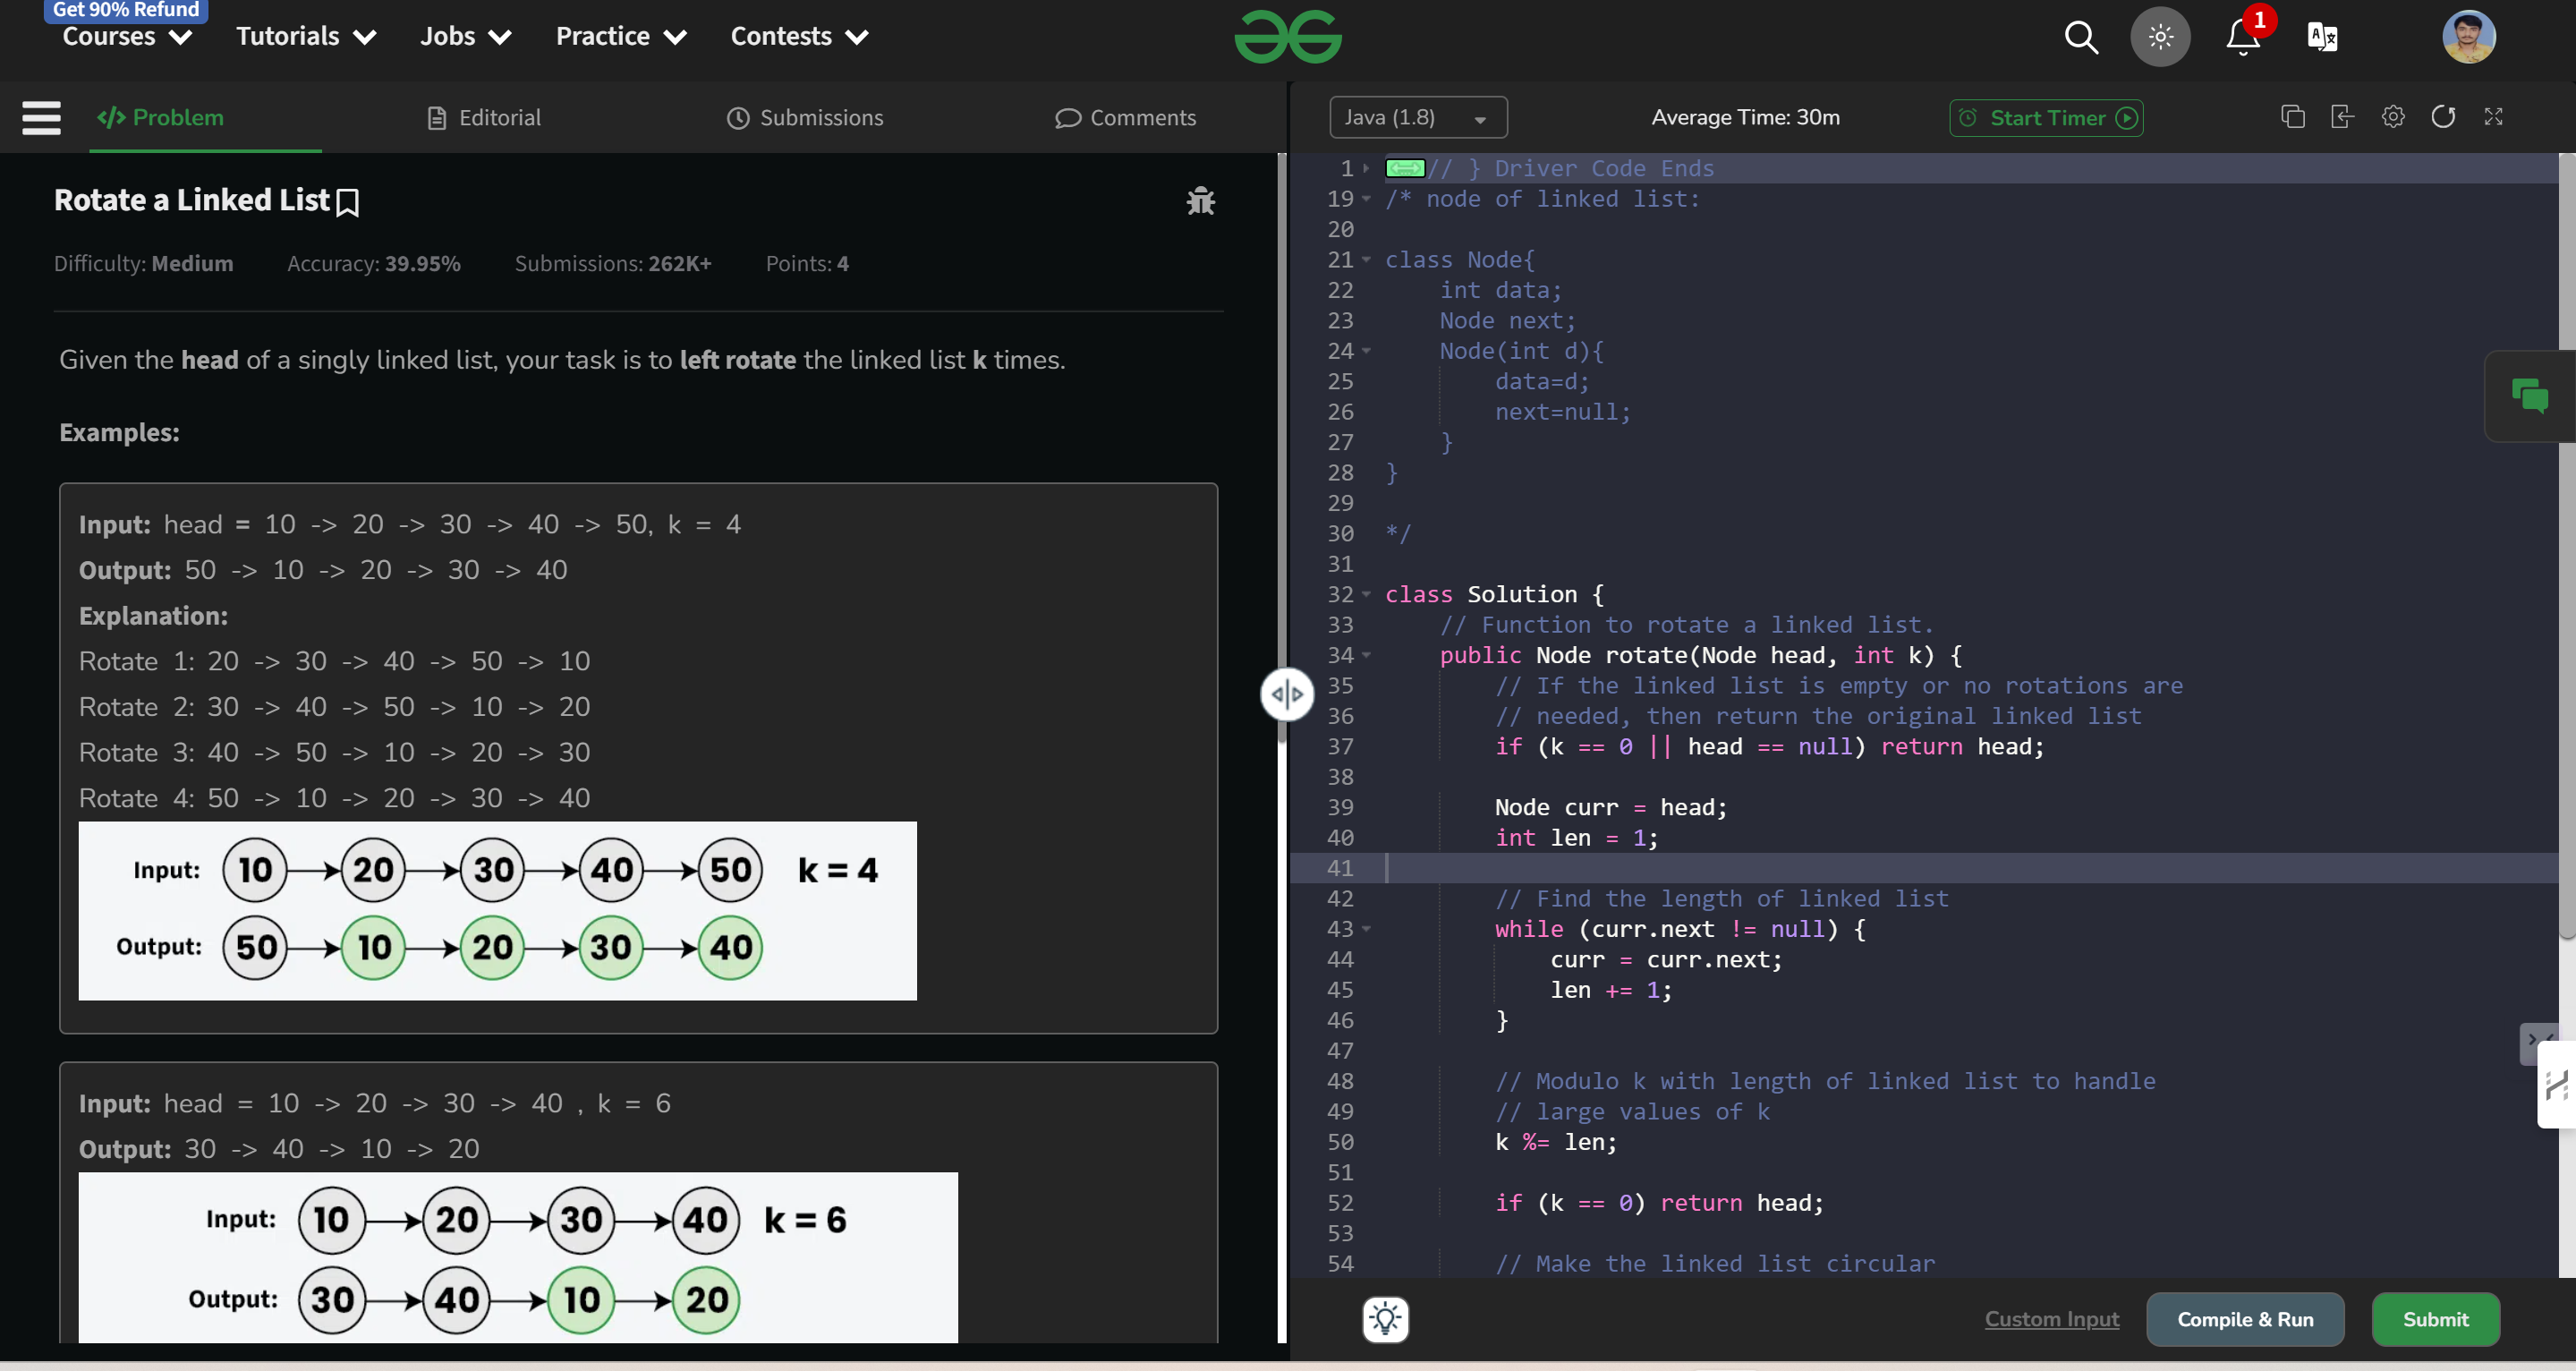 Get 90% Refund
Courses Tutorials Jobs Practice Contests
1
Problem Editorial Submissions Comments
Rotate a Linked List
Difficulty: Medium Accuracy: 39.95% Submissions: 262K+ Points: 4
Given the head of a singly linked list, your task is to left rotate the linked list k times.
Examples:
Input: head = 10 -> 20 -> 30 -> 40 -> 50, k = 4
Output: 50 -> 10 -> 20 -> 30 -> 40
Explanation:
Rotate 1: 20 -> 30 -> 40 -> 50 -> 10
Rotate 2: 30 -> 40 -> 50 -> 10 -> 20
Rotate 3: 40 -> 50 -> 10 -> 20 -> 30
Rotate 4: 50 -> 10 -> 20 -> 30 -> 40
Input: 10 20 30 40 50 k = 4
Output: 50 10 20 30 40
Input: head = 10 -> 20 -> 30 -> 40 , k = 6
Output: 30 -> 40 -> 10 -> 20
Input: 10 20 30 40 k = 6
Output: 30 40 10 20
Java (1.8) Average Time: 30m Start Timer
1 // } Driver Code Ends
19 /* node of linked list:
20
21 class Node{
22 int data;
23 Node next;
24 Node(int d){
25 data=d;
26 next=null;
27 }
28 }
29
30 */
31
32 class Solution {
33 // Function to rotate a linked list.
34 public Node rotate(Node head, int k) {
35 // If the linked list is empty or no rotations are
36 // needed, then return the original linked list
37 if (k == 0 || head == null) return head;
38
39 Node curr = head;
40 int len = 1;
41
42 // Find the length of linked list
43 while (curr.next != null) {
44 curr = curr.next;
45 len += 1;
46 }
47
48 // Modulo k with length of linked list to handle
49 // large values of k
50 k %= len;
51
52 if (k == 0) return head;
53
54 // Make the linked list circular
Custom Input Compile & Run Submit